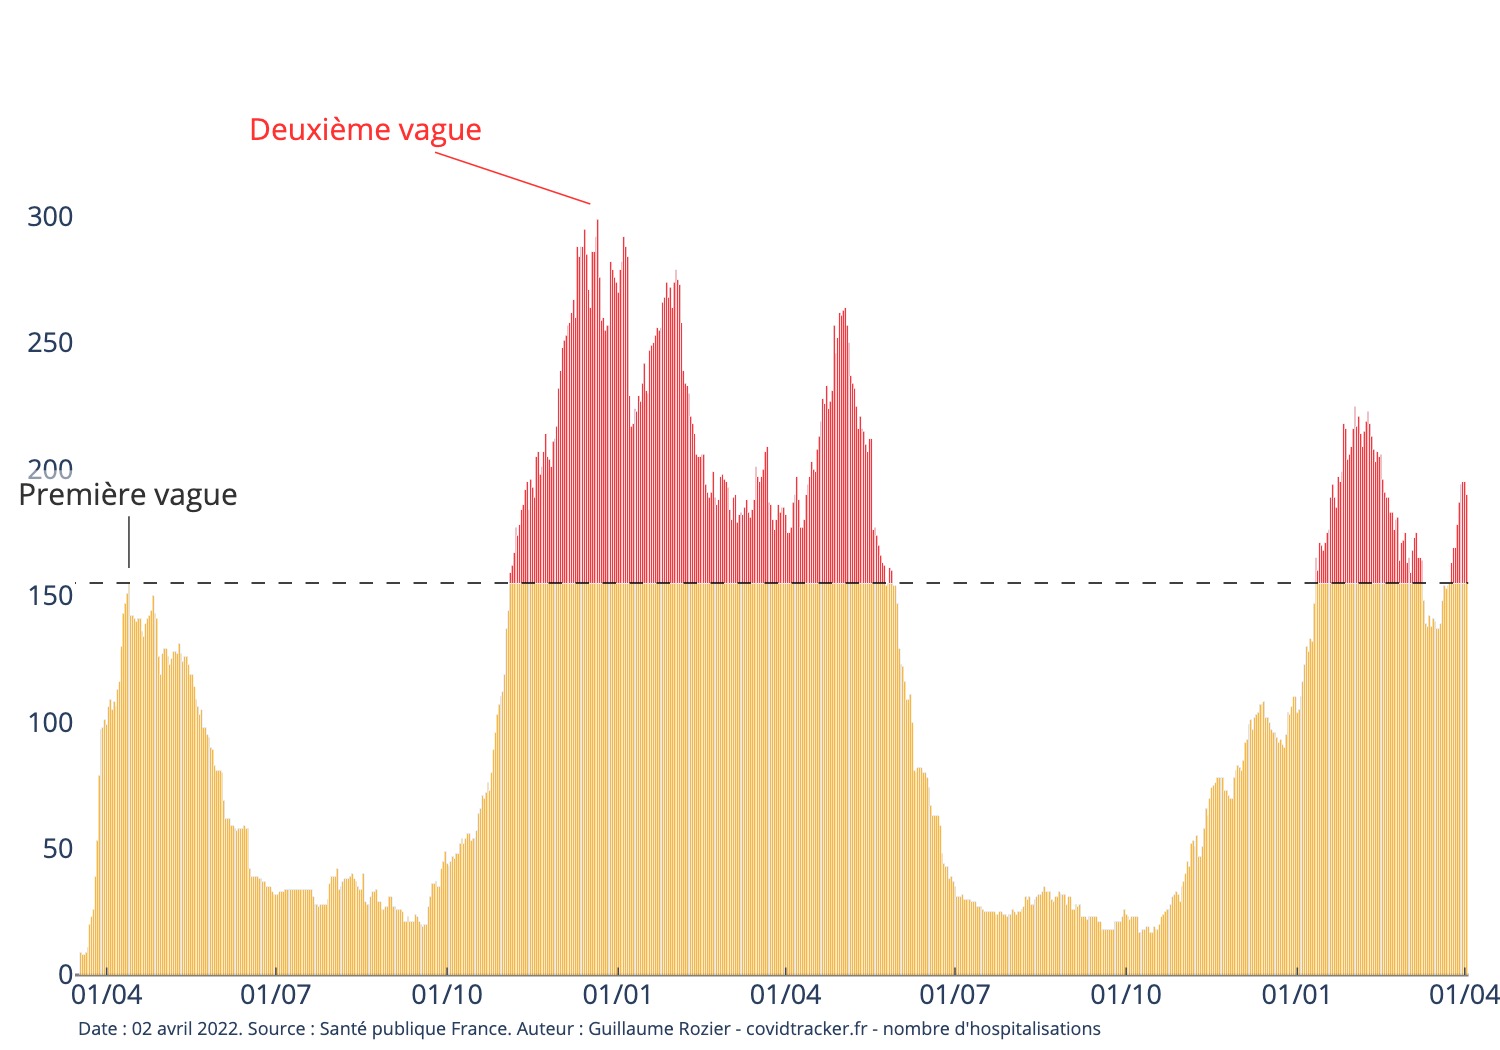 Deuxième vague
300
250
200
Première vague
150
100
50
0
01/04 01/07 01/10 01/01 01/04 01/07 01/10 01/01 01/04
Date : 02 avril 2022. Source : Santé publique France. Auteur : Guillaume Rozier - covidtracker.fr - nombre d'hospitalisations